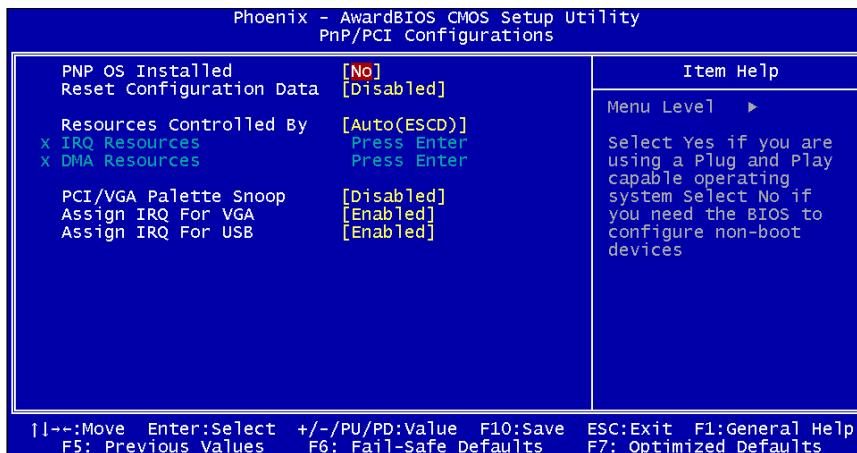 Phoenix - AwardBIOS CMOS Setup Utility
PnP/PCI Configurations
PNP OS Installed [No]
Reset Configuration Data [Disabled]
Resources Controlled By [Auto(ESCD)]
x IRQ Resources Press Enter
x DMA Resources Press Enter
PCI/VGA Palette Snoop [Disabled]
Assign IRQ For VGA [Enabled]
Assign IRQ For USB [Enabled]
Item Help
Menu Level ►
Select Yes if you are
using a Plug and Play
capable operating
system Select No if
you need the BIOS to
configure non-boot
devices
↑↓→←:Move Enter:Select +/-/PU/PD:Value F10:Save ESC:Exit F1:General Help
F5: Previous Values F6: Fail-Safe Defaults F7: Optimized Defaults